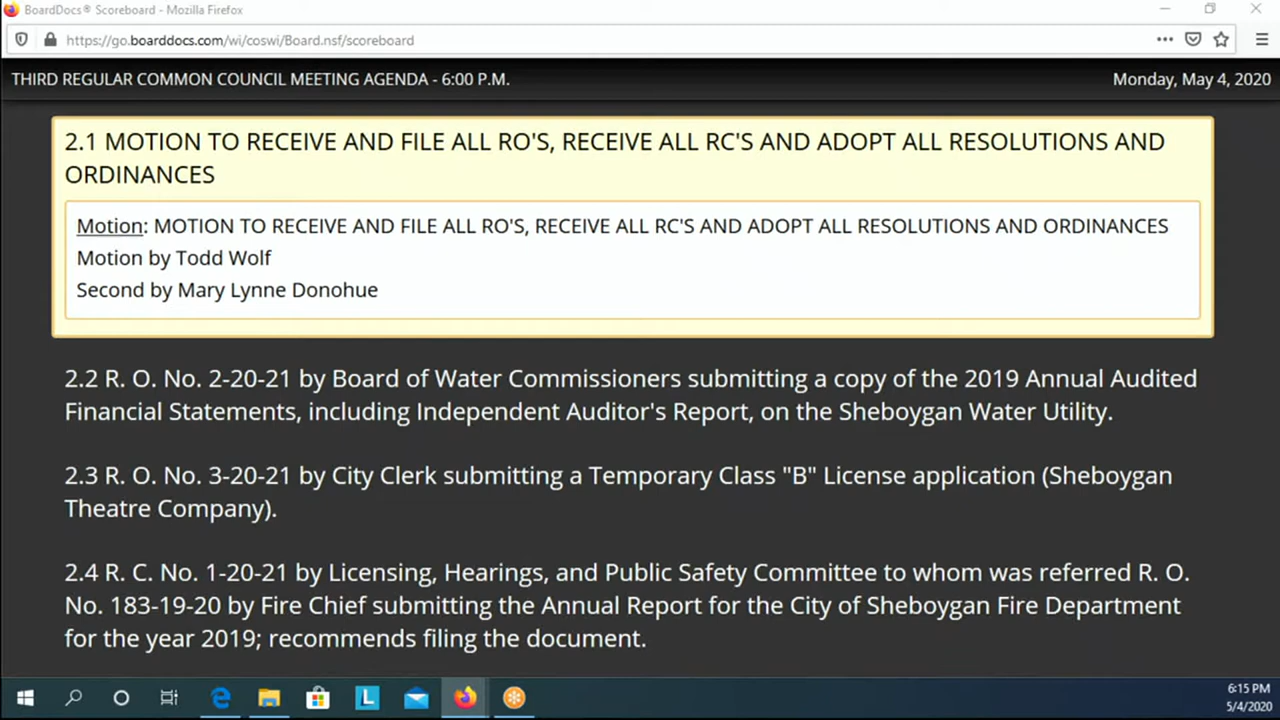 BoardDocs® Scoreboard - Mozilla Firefox
https://go.boarddocs.com/wi/coswi/Board.nsf/scoreboard
THIRD REGULAR COMMON COUNCIL MEETING AGENDA - 6:00 P.M. Monday, May 4, 2020
2.1 MOTION TO RECEIVE AND FILE ALL RO'S, RECEIVE ALL RC'S AND ADOPT ALL RESOLUTIONS AND
ORDINANCES
Motion: MOTION TO RECEIVE AND FILE ALL RO'S, RECEIVE ALL RC'S AND ADOPT ALL RESOLUTIONS AND ORDINANCES
Motion by Todd Wolf
Second by Mary Lynne Donohue
2.2 R. O. No. 2-20-21 by Board of Water Commissioners submitting a copy of the 2019 Annual Audited
Financial Statements, including Independent Auditor's Report, on the Sheboygan Water Utility.
2.3 R. O. No. 3-20-21 by City Clerk submitting a Temporary Class "B" License application (Sheboygan
Theatre Company).
2.4 R. C. No. 1-20-21 by Licensing, Hearings, and Public Safety Committee to whom was referred R. O.
No. 183-19-20 by Fire Chief submitting the Annual Report for the City of Sheboygan Fire Department
for the year 2019; recommends filing the document.
L
6:15 PM
5/4/2020